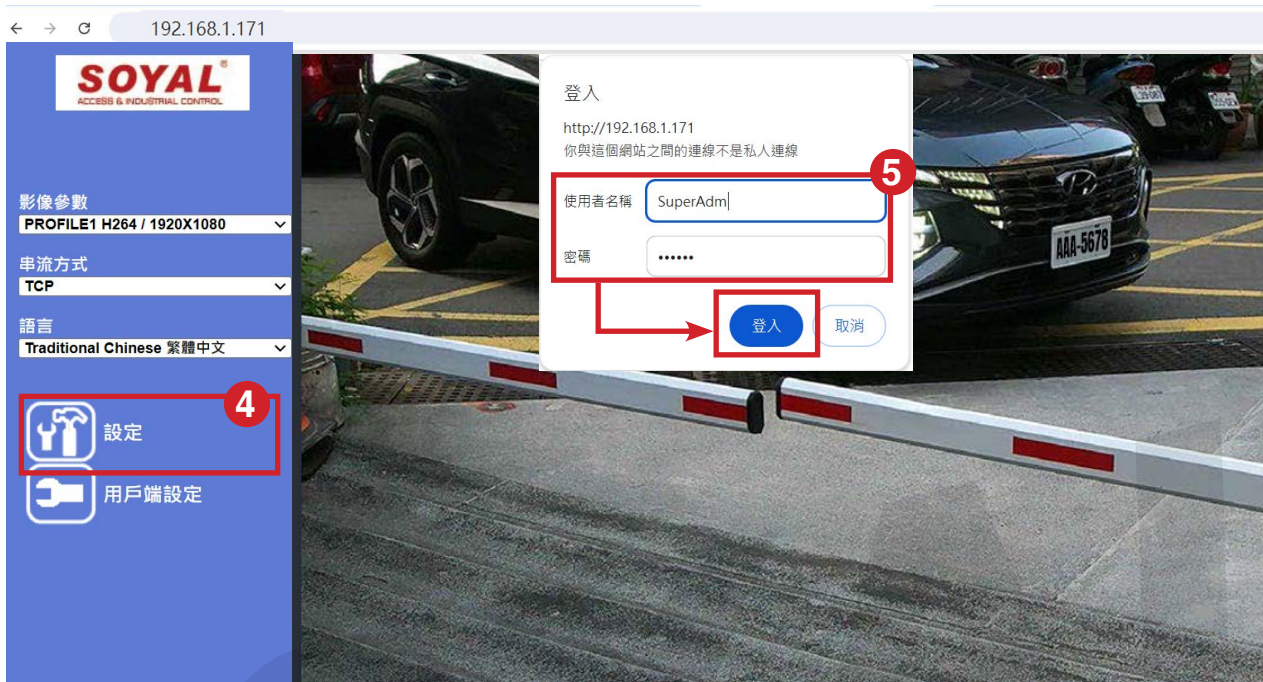 192.168.1.171
SOYAL®
ACCESS & INDUSTRIAL CONTROL
影像參數
PROFILE1 H264 / 1920X1080
串流方式
TCP
語言
Traditional Chinese 繁體中文
4
設定
用戶端設定
登入
http://192.168.1.171
你與這個網站之間的連線不是私人連線
5
使用者名稱 SuperAdm
密碼 ••••••
登入 取消
AAA-5678